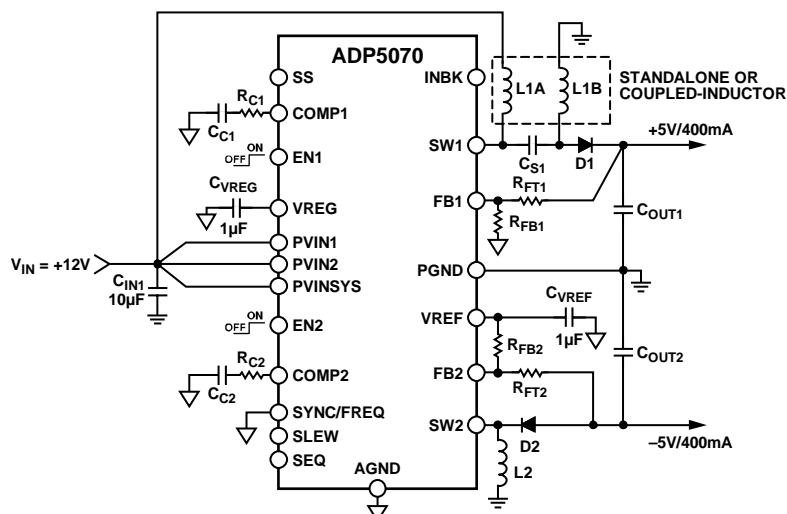 ADP5070
SS
INBK
L1A
L1B
STANDALONE OR
COUPLED-INDUCTOR
RC1
CC1
COMP1
+5V/400mA
SW1
CS1
D1
ON
OFF
EN1
RFT1
CVREG
1µF
VREG
FB1
RFB1
COUT1
PVIN1
VIN = +12V
PVIN2
PGND
CIN1
10µF
PVINSYS
ON
OFF
EN2
VREF
CVREF
1µF
RFB2
RC2
CC2
COMP2
FB2
RFT2
COUT2
SYNC/FREQ
SLEW
SW2
D2
–5V/400mA
SEQ
L2
AGND